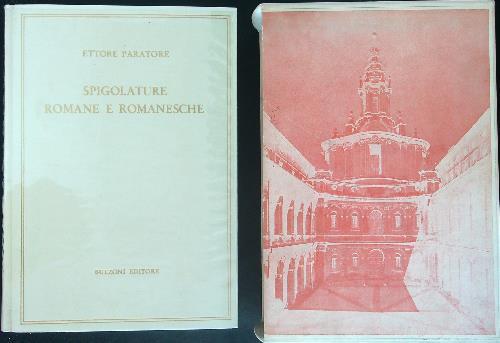 ETTORE PARATORE
SPIGOLATURE
ROMANE E ROMANESCHE
BULZONI EDITORE